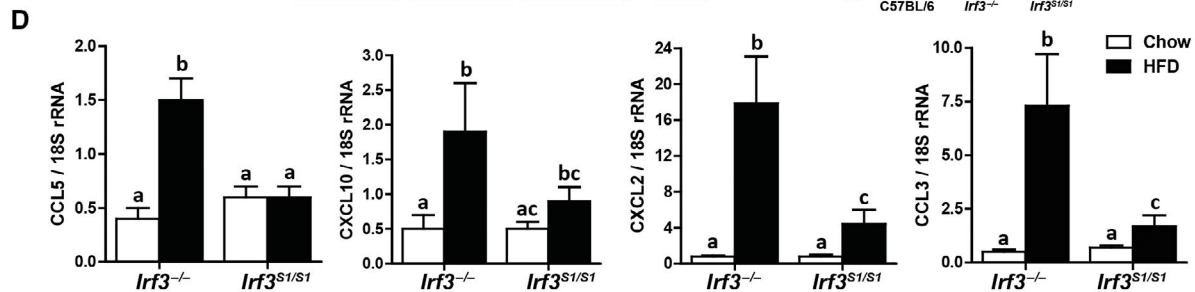 C57BL/6 Irf3−/− Irf3S1/S1
D
CCL5 / 18S rRNA
2.0
1.5
1.0
0.5
0.0
a b a a
Irf3−/− Irf3S1/S1
CXCL10 / 18S rRNA
3.0
2.5
2.0
1.5
1.0
0.5
0.0
a b ac bc
Irf3−/− Irf3S1/S1
CXCL2 / 18S rRNA
24
20
16
12
8
4
0
a b a c
Irf3−/− Irf3S1/S1
CCL3 / 18S rRNA
10.0
7.5
5.0
2.5
0.0
a b a c
Irf3−/− Irf3S1/S1
Chow
HFD